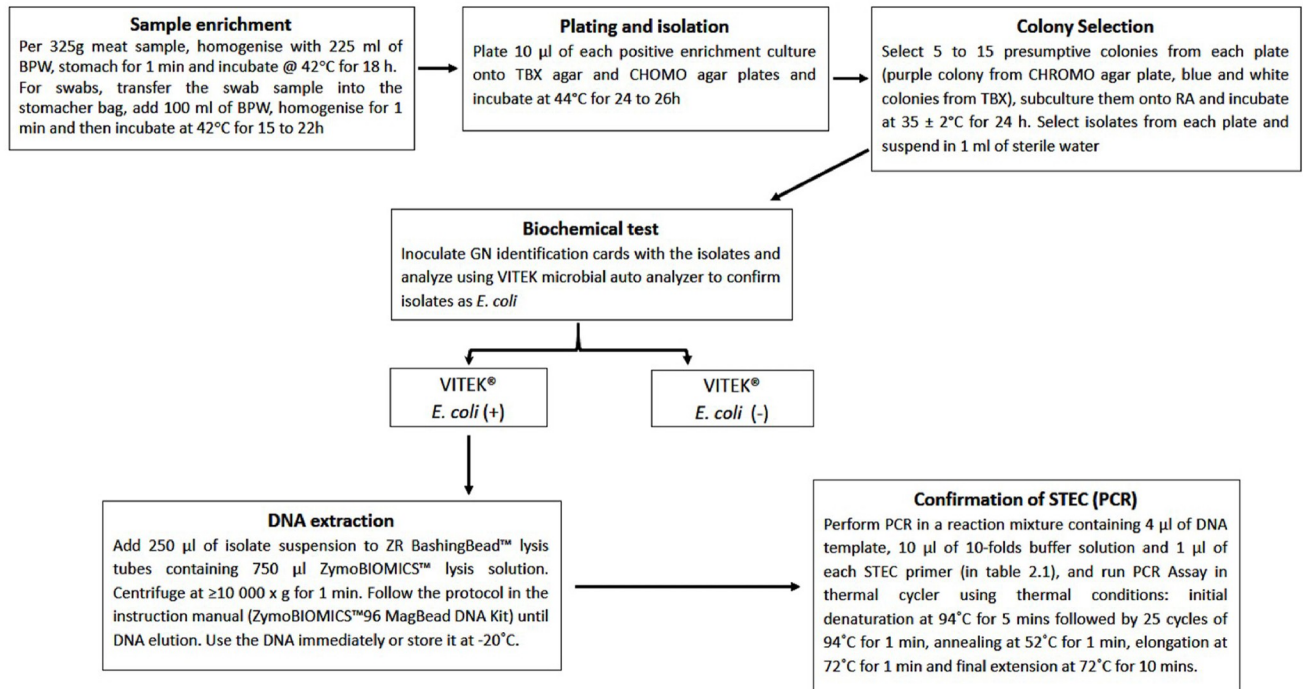 Sample enrichment
Per 325g meat sample, homogenise with 225 ml of
BPW, stomach for 1 min and incubate @ 42°C for 18 h.
For swabs, transfer the swab sample into the
stomacher bag, add 100 ml of BPW, homogenise for 1
min and then incubate at 42°C for 15 to 22h
Plating and isolation
Plate 10 µl of each positive enrichment culture
onto TBX agar and CHOMO agar plates and
incubate at 44°C for 24 to 26h
Colony Selection
Select 5 to 15 presumptive colonies from each plate
(purple colony from CHROMO agar plate, blue and white
colonies from TBX), subculture them onto RA and incubate
at 35 ± 2°C for 24 h. Select isolates from each plate and
suspend in 1 ml of sterile water
Biochemical test
Inoculate GN identification cards with the isolates and
analyze using VITEK microbial auto analyzer to confirm
isolates as E. coli
VITEK®
E. coli (+)
VITEK®
E. coli (-)
DNA extraction
Add 250 µl of isolate suspension to ZR BashingBead™ lysis
tubes containing 750 µl ZymoBIOMICS™ lysis solution.
Centrifuge at ≥10 000 x g for 1 min. Follow the protocol in the
instruction manual (ZymoBIOMICS™96 MagBead DNA Kit) until
DNA elution. Use the DNA immediately or store it at -20˚C.
Confirmation of STEC (PCR)
Perform PCR in a reaction mixture containing 4 µl of DNA
template, 10 µl of 10-folds buffer solution and 1 µl of
each STEC primer (in table 2.1), and run PCR Assay in
thermal cycler using thermal conditions: initial
denaturation at 94˚C for 5 mins followed by 25 cycles of
94˚C for 1 min, annealing at 52˚C for 1 min, elongation at
72˚C for 1 min and final extension at 72˚C for 10 mins.